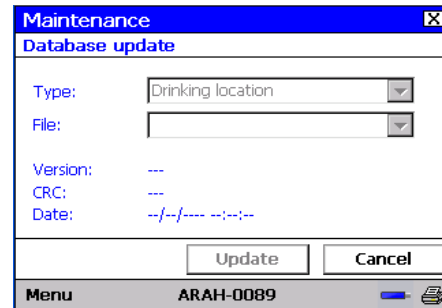 Maintenance X
Database update
Type: Drinking location
File:
Version: ---
CRC: ---
Date: --/--/---- --:--:--
Update Cancel
Menu ARAH-0089